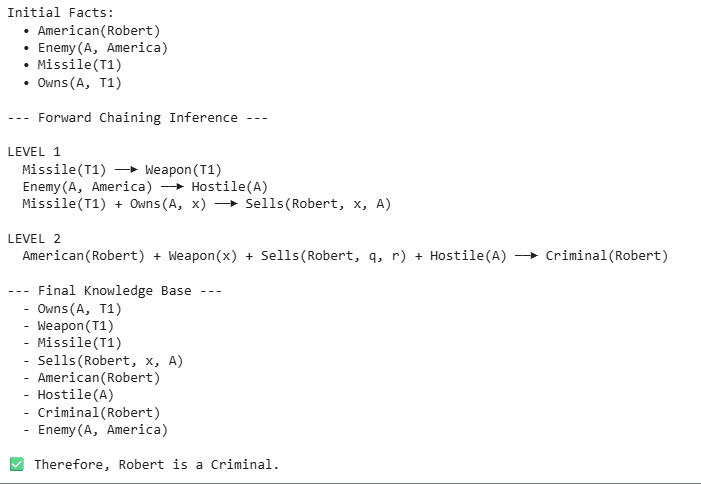 Initial Facts:
• American(Robert)
• Enemy(A, America)
• Missile(T1)
• Owns(A, T1)
--- Forward Chaining Inference ---
LEVEL 1
Missile(T1) ⟶ Weapon(T1)
Enemy(A, America) ⟶ Hostile(A)
Missile(T1) + Owns(A, x) ⟶ Sells(Robert, x, A)
LEVEL 2
American(Robert) + Weapon(x) + Sells(Robert, q, r) + Hostile(A) ⟶ Criminal(Robert)
--- Final Knowledge Base ---
- Owns(A, T1)
- Weapon(T1)
- Missile(T1)
- Sells(Robert, x, A)
- American(Robert)
- Hostile(A)
- Criminal(Robert)
- Enemy(A, America)
✅ Therefore, Robert is a Criminal.